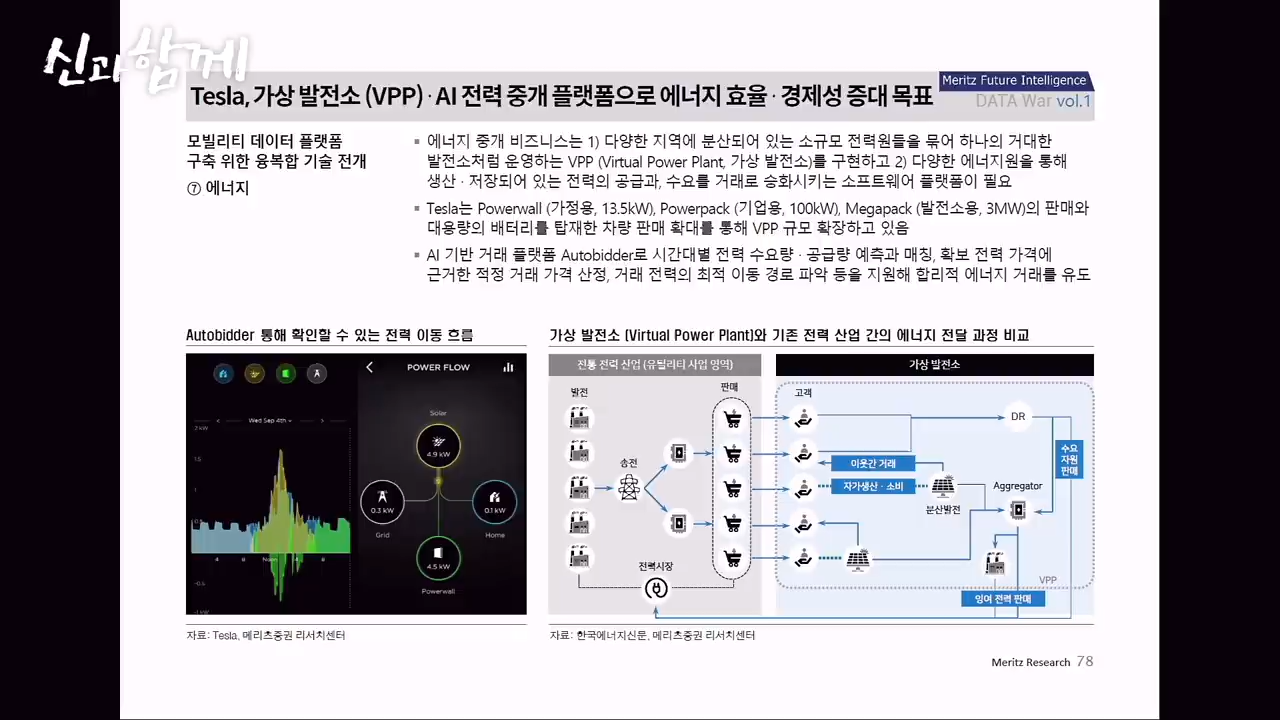 신과함께
Meritz Future Intelligence
DATA War vol.1
Tesla, 가상 발전소 (VPP) · AI 전력 중개 플랫폼으로 에너지 효율 · 경제성 증대 목표
모빌리티 데이터 플랫폼
구축 위한 융복합 기술 전개
⑦ 에너지
▪ 에너지 중개 비즈니스는 1) 다양한 지역에 분산되어 있는 소규모 전력원들을 묶어 하나의 거대한
발전소처럼 운영하는 VPP (Virtual Power Plant, 가상 발전소)를 구현하고 2) 다양한 에너지원을 통해
생산 · 저장되어 있는 전력의 공급과, 수요를 거래로 승화시키는 소프트웨어 플랫폼이 필요
▪ Tesla는 Powerwall (가정용, 13.5kW), Powerpack (기업용, 100kW), Megapack (발전소용, 3MW)의 판매와
대용량의 배터리를 탑재한 차량 판매 확대를 통해 VPP 규모 확장하고 있음
▪ AI 기반 거래 플랫폼 Autobidder로 시간대별 전력 수요량 · 공급량 예측과 매칭, 확보 전력 가격에
근거한 적정 거래 가격 산정, 거래 전력의 최적 이동 경로 파악 등을 지원해 합리적 에너지 거래를 유도
Autobidder 통해 확인할 수 있는 전력 이동 흐름
POWER FLOW
Wed Sep 4th
2 kW
1.5
1
0.5
4 8 Noon 4 8
-0.4
-1 kW
Solar
4.9 kW
0.3 kW
Grid
0.1 kW
Home
4.5 kW
Powerwall
자료: Tesla, 메리츠증권 리서치센터
가상 발전소 (Virtual Power Plant)와 기존 전력 산업 간의 에너지 전달 과정 비교
전통 전력 산업 (유틸리티 사업 영역)
가상 발전소
발전
송전
판매
전력시장
고객
DR
수요
자원
판매
이웃간 거래
자가생산 · 소비
분산발전
Aggregator
VPP
잉여 전력 판매
자료: 한국에너지신문, 메리츠증권 리서치센터
Meritz Research 78